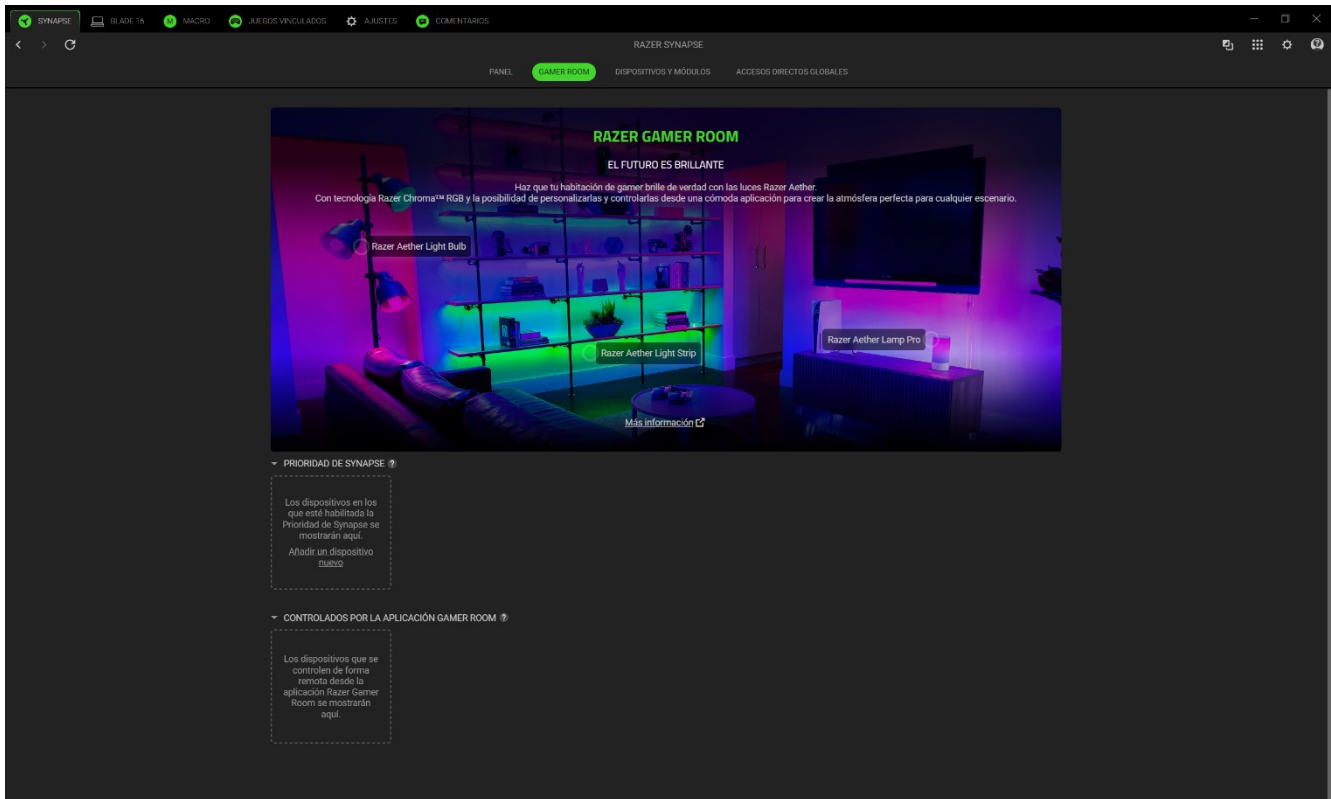 SYNAPSE
BLADE 16
MACRO
JUEGOS VINCULADOS
AJUSTES
COMENTARIOS
RAZER SYNAPSE
PANEL
GAMER ROOM
DISPOSITIVOS Y MÓDULOS
ACCESOS DIRECTOS GLOBALES
RAZER GAMER ROOM
EL FUTURO ES BRILLANTE
Haz que tu habitación de gamer brille de verdad con las luces Razer Aether.
Con tecnología Razer Chroma™ RGB y la posibilidad de personalizarlas y controlarlas desde una cómoda aplicación para crear la atmósfera perfecta para cualquier escenario.
Razer Aether Light Bulb
Razer Aether Lamp Pro
Razer Aether Light Strip
Más información
PRIORIDAD DE SYNAPSE ?
Los dispositivos en los
que esté habilitada la
Prioridad de Synapse se
mostrarán aquí.
Añadir un dispositivo
nuevo
CONTROLADOS POR LA APLICACIÓN GAMER ROOM ?
Los dispositivos que se
controlen de forma
remota desde la
aplicación Razer Gamer
Room se mostrarán
aquí.